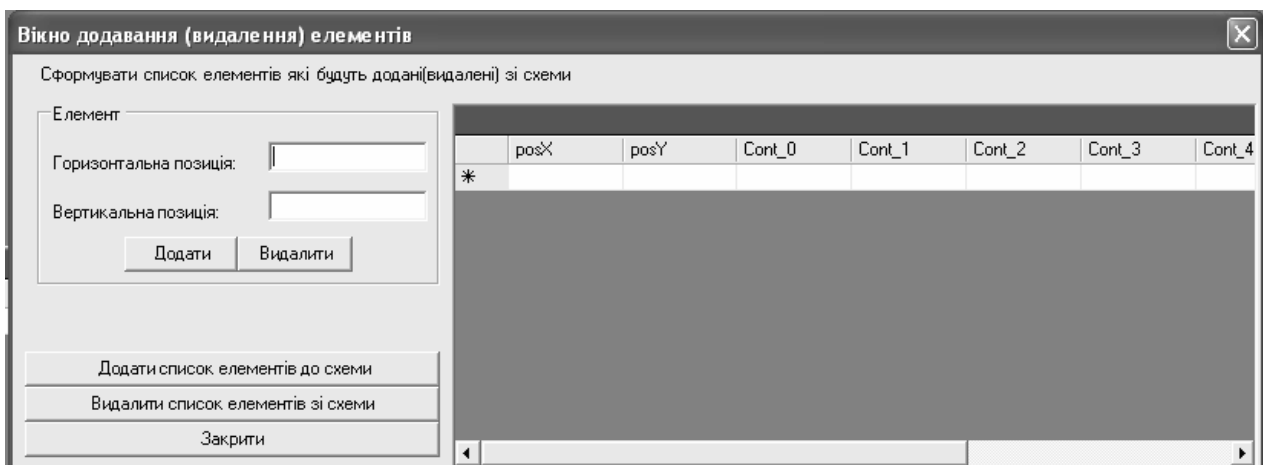 Вікно додавання (видалення) елементів
Сформувати список елементів які будуть додані(видалені) зі схеми
Елемент
Горизонтальна позиція:
Вертикальна позиція:
Додати Видалити
Додати список елементів до схеми
Видалити список елементів зі схеми
Закрити
posX posY Cont_0 Cont_1 Cont_2 Cont_3 Cont_4